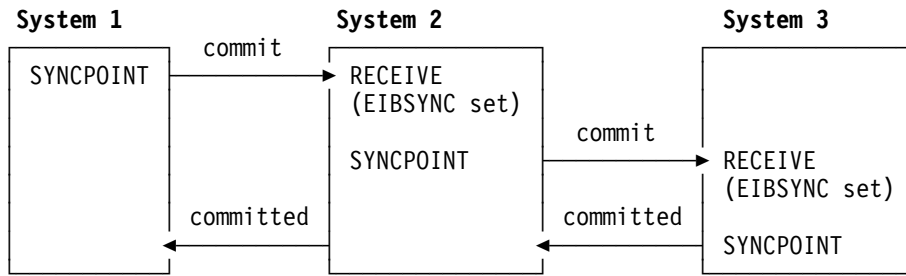 System 1
System 2
System 3
commit
SYNCPOINT
RECEIVE
(EIBSYNC set)
commit
SYNCPOINT
RECEIVE
(EIBSYNC set)
committed
committed
SYNCPOINT